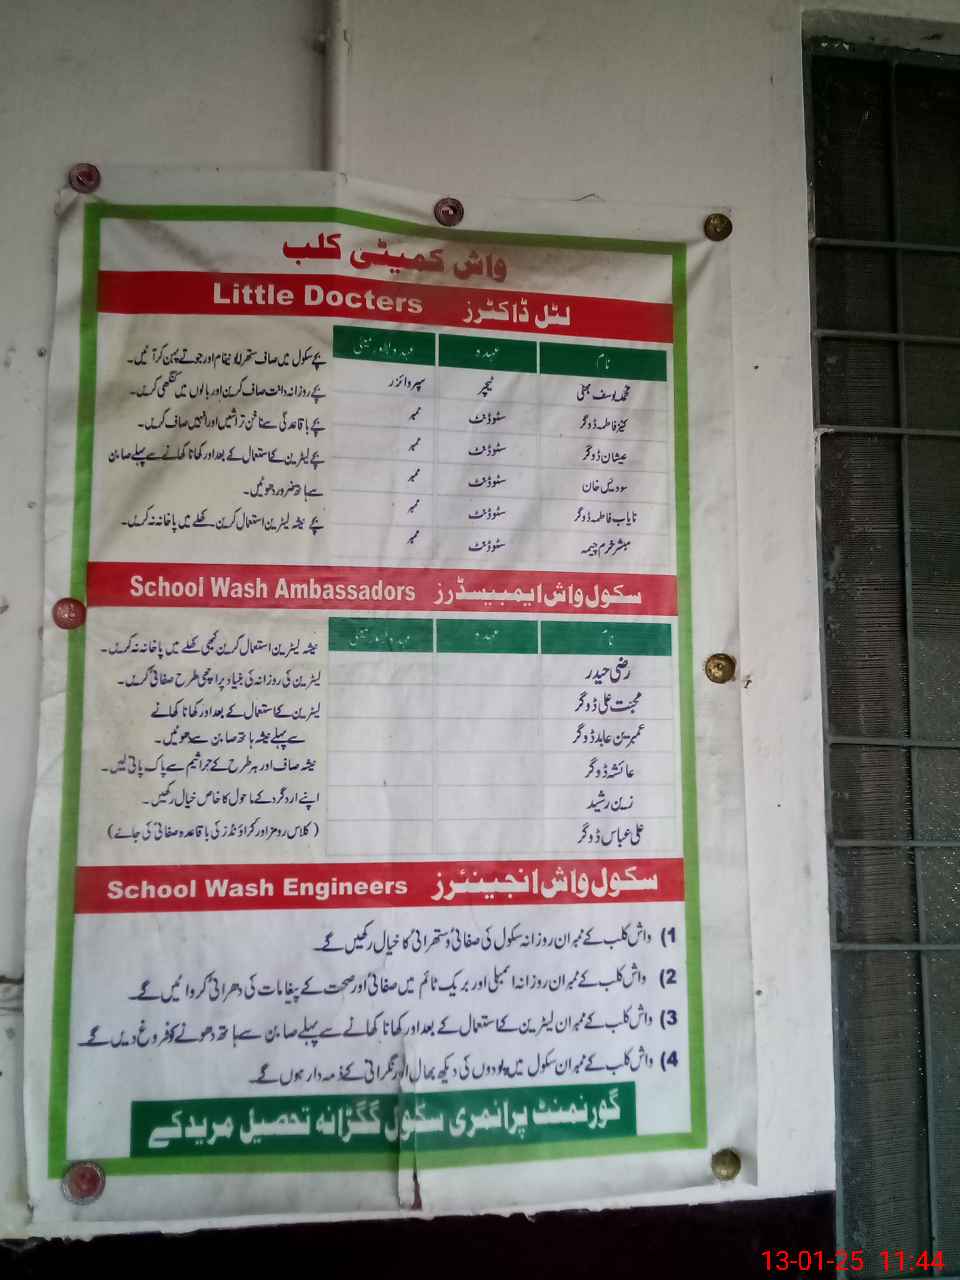 واش کمیٹی کلب
Little Docters لٹل ڈاکٹرز
نام عہدہ عہدہ
محمد یوسف بھٹی ٹیچر سپروائزر
کنیز فاطمہ ڈوگر سٹوڈنٹ ممبر
عیشان ڈوگر سٹوڈنٹ ممبر
سودیس خان سٹوڈنٹ ممبر
نایاب فاطمہ ڈوگر سٹوڈنٹ ممبر
مبشر خرم چیمہ سٹوڈنٹ ممبر
بچے سکول میں صاف ستھرا یونیفام اور جوتے پہن کر آئیں۔
بچے روزانہ دانت صاف کریں اور بالوں میں کنگھی کریں۔
بچے باقاعدگی سے ناخن تراشیں اور انہیں صاف کریں۔
بچے لیٹرین کے استعمال کے بعد اور کھانا کھانے سے پہلے صابن
سے ہاتھ ضرور دھوئیں۔
بچے ہمیشہ لیٹرین استعمال کریں کھلے میں پاخانہ نہ کریں۔
School Wash Ambassadors سکول واش ایمبیسڈرز
نام عہدہ عہدہ
رضی حیدر
محبت علی ڈوگر
عمبرین عابد ڈوگر
عائشہ ڈوگر
زین رشید
علی عباس ڈوگر
ہمیشہ لیٹرین استعمال کریں کبھی کھلے میں پاخانہ نہ کریں۔
لیٹرین کی روزانہ کی بنیاد پر اچھی طرح صفائی کریں۔
لیٹرین کے استعمال کے بعد اور کھانا کھانے
سے پہلے ہمیشہ ہاتھ صابن سے دھوئیں۔
ہمیشہ صاف اور ہر طرح کے جراثیم سے پاک پانی لیں۔
اپنے اردگرد کے ماحول کا خاص خیال رکھیں۔
(کلاس رومز اور گراؤنڈز کی باقاعدہ صفائی کی جائے)
School Wash Engineers سکول واش انجینئرز
1) واش کلب کے ممبران روزانہ سکول کی صفائی و ستھرائی کا خیال رکھیں گے۔
2) واش کلب کے ممبران روزانہ اسمبلی اور بریک ٹائم میں صفائی اور صحت کے پیغامات کی دھرائی کروائیں گے۔
3) واش کلب کے ممبران لیٹرین کے استعمال کے بعد اور کھانا کھانے سے پہلے صابن سے ہاتھ دھونے کو فروغ دیں گے۔
4) واش کلب کے ممبران سکول میں پودوں کی دیکھ بھال اور نگرانی کے ذمہ دار ہوں گے۔
گورنمنٹ پرائمری سکول گگڑانہ تحصیل مریدکے
13-01-25 11:44